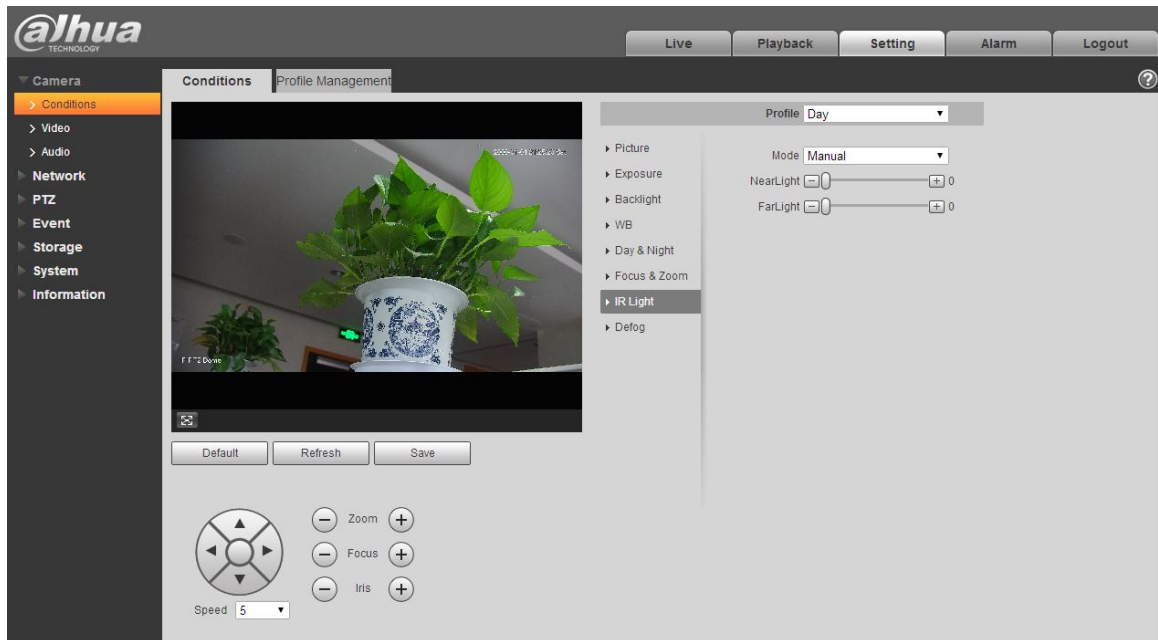 alhua
TECHNOLOGY
Live
Playback
Setting
Alarm
Logout
Camera
Conditions
Video
Audio
Network
PTZ
Event
Storage
System
Information
Conditions
Profile Management
?
PTZ Dome
Default
Refresh
Save
Zoom
Focus
Iris
Speed 5
Profile Day
Picture
Exposure
Backlight
WB
Day & Night
Focus & Zoom
IR Light
Defog
Mode Manual
NearLight 0
FarLight 0